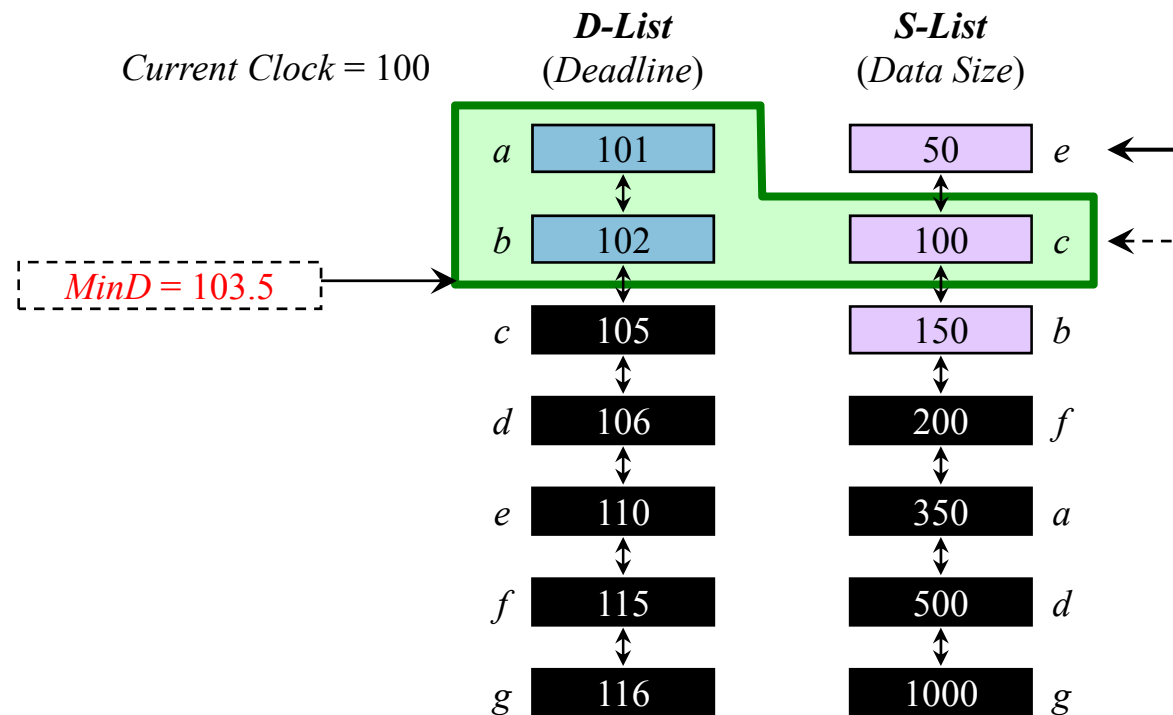 D-List S-List
Current Clock = 100 (Deadline) (Data Size)
a 101 50 e
b 102 100 c
MinD = 103.5
c 105 150 b
d 106 200 f
e 110 350 a
f 115 500 d
g 116 1000 g